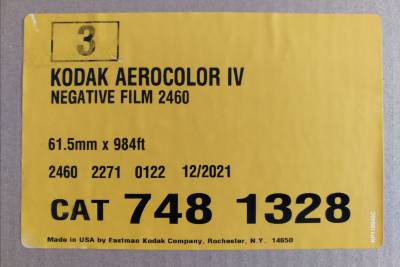 3
KODAK AEROCOLOR IV
NEGATIVE FILM 2460
61.5mm x 984ft
2460 2271 0122 12/2021
CAT 748 1328
Made in USA by Eastman Kodak Company, Rochester, N.Y. 14650